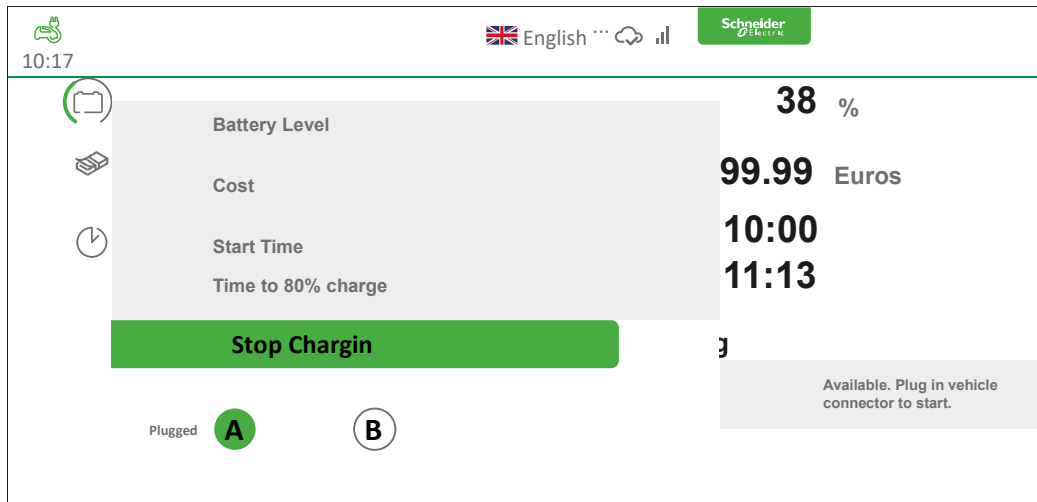 English ...
Schneider
Electric
10:17
38 %
Battery Level
99.99 Euros
Cost
10:00
Start Time
11:13
Time to 80% charge
Stop Chargin
g
Available. Plug in vehicle
connector to start.
Plugged A B